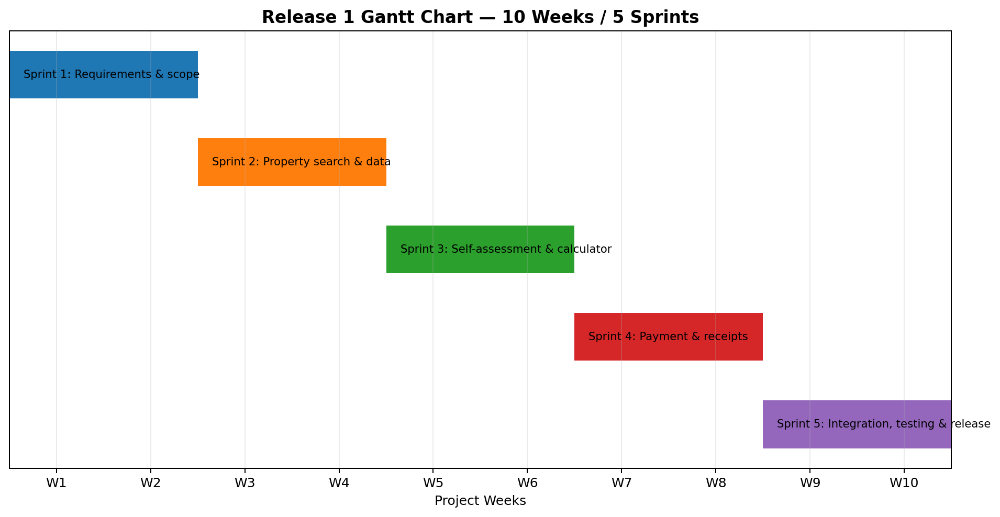 Release 1 Gantt Chart — 10 Weeks / 5 Sprints
Sprint 1: Requirements & scope
Sprint 2: Property search & data
Sprint 3: Self-assessment & calculator
Sprint 4: Payment & receipts
Sprint 5: Integration, testing & release
W1 W2 W3 W4 W5 W6 W7 W8 W9 W10
Project Weeks